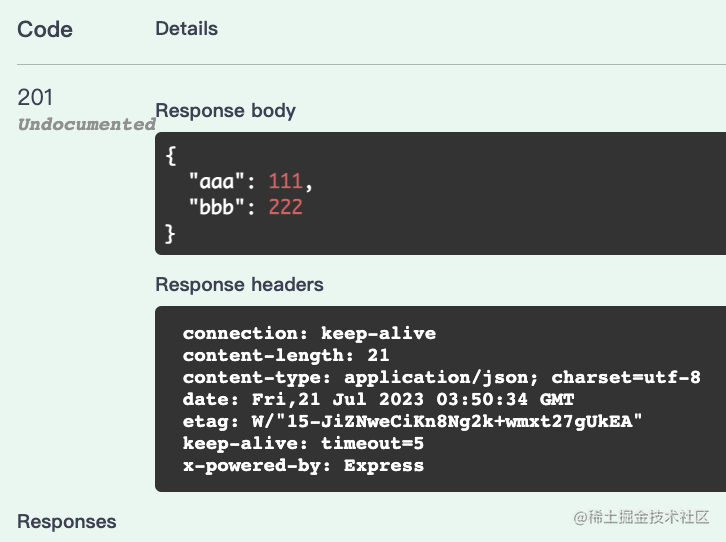 Code Details
201
Undocumented
Response body
{
"aaa": 111,
"bbb": 222
}
Response headers
connection: keep-alive
content-length: 21
content-type: application/json; charset=utf-8
date: Fri,21 Jul 2023 03:50:34 GMT
etag: W/"15-JiZNweCiKn8Ng2k+wmxt27gUkEA"
keep-alive: timeout=5
x-powered-by: Express
Responses
@稀土掘金技术社区